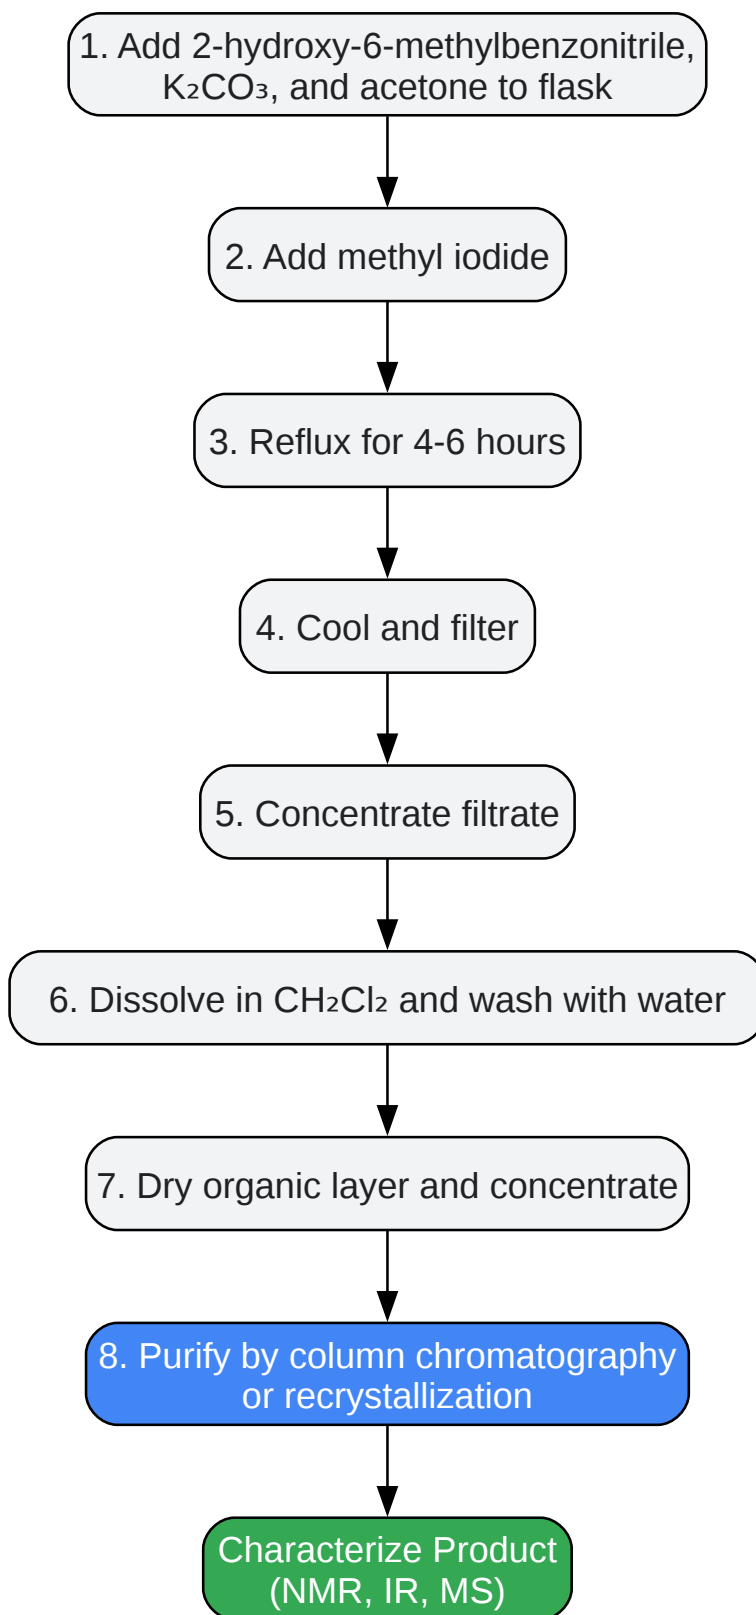 1. Add 2-hydroxy-6-methylbenzonitrile,
K₂CO₃, and acetone to flask
2. Add methyl iodide
3. Reflux for 4-6 hours
4. Cool and filter
5. Concentrate filtrate
6. Dissolve in CH₂Cl₂ and wash with water
7. Dry organic layer and concentrate
8. Purify by column chromatography
or recrystallization
Characterize Product
(NMR, IR, MS)